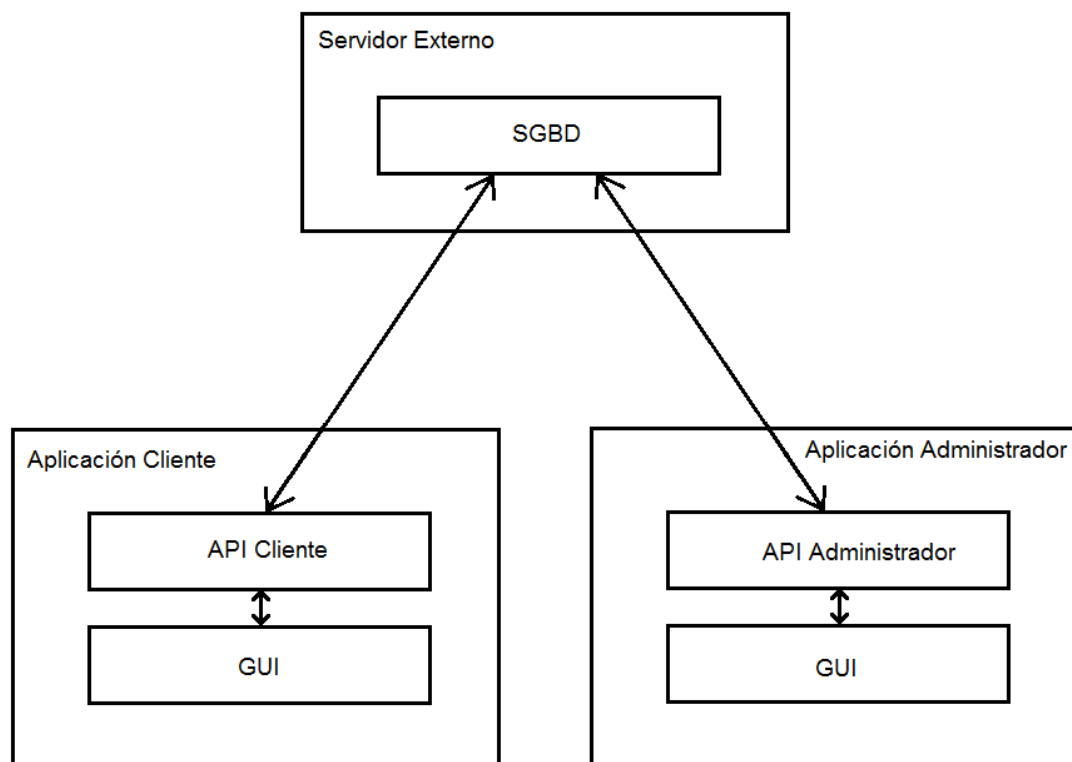 Servidor Externo
SGBD
Aplicación Cliente
API Cliente
GUI
Aplicación Administrador
API Administrador
GUI